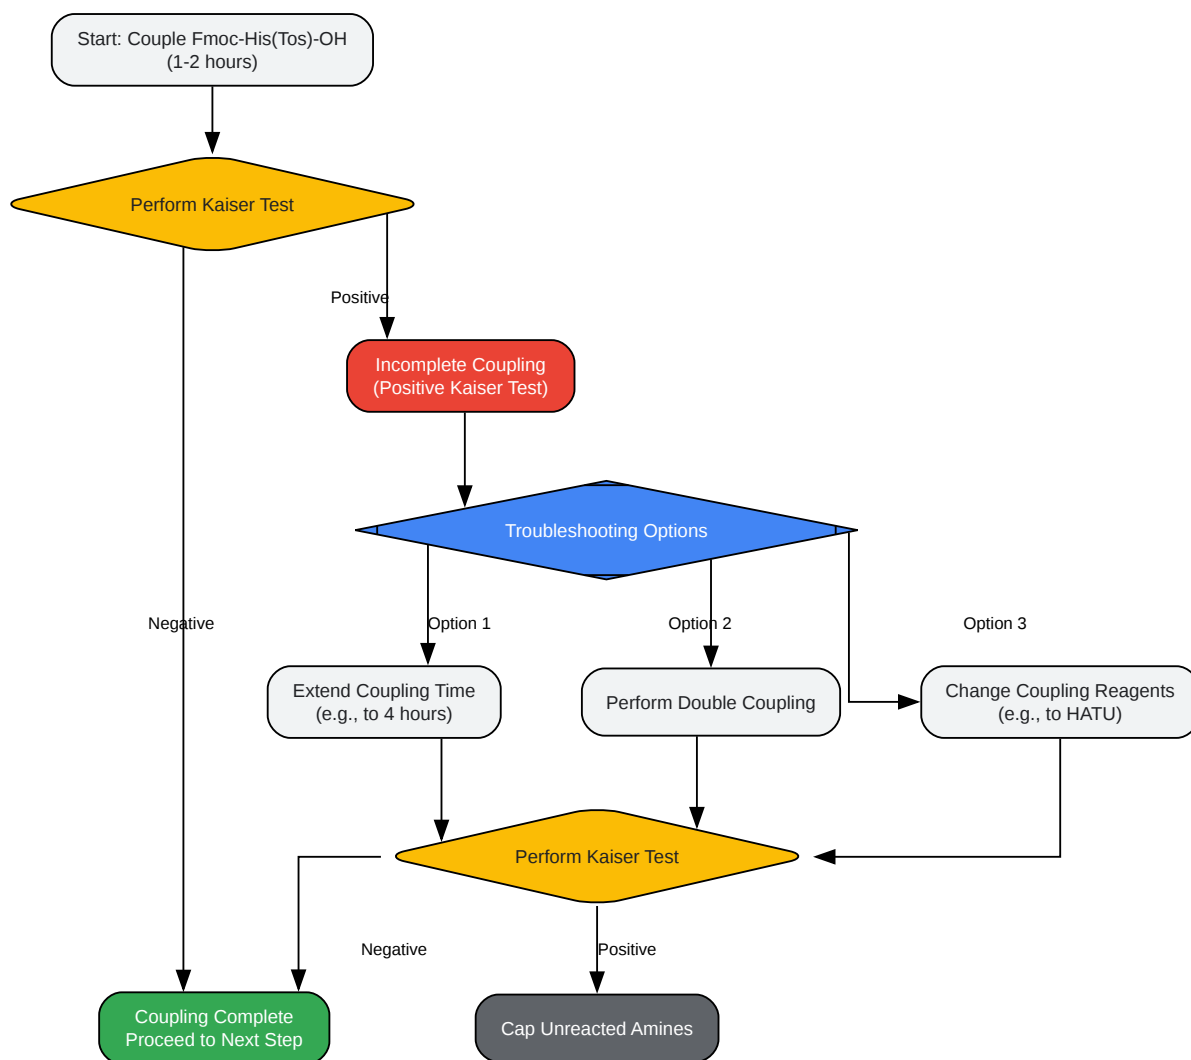 Start: Couple Fmoc-His(Tos)-OH
(1-2 hours)
Perform Kaiser Test
Positive
Incomplete Coupling
(Positive Kaiser Test)
Troubleshooting Options
Negative
Option 1
Option 2
Option 3
Extend Coupling Time
(e.g., to 4 hours)
Perform Double Coupling
Change Coupling Reagents
(e.g., to HATU)
Perform Kaiser Test
Negative
Positive
Coupling Complete
Proceed to Next Step
Cap Unreacted Amines